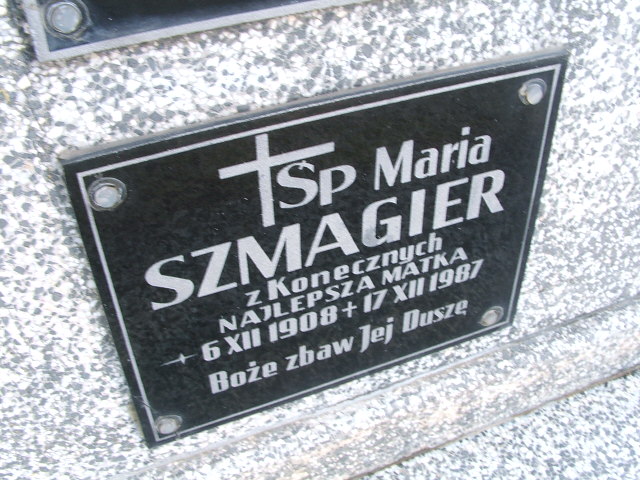 ŚP Maria
SZMAGIER
z Konecznych
NAJLEPSZA MATKA
6 XII 1908 + 17 XII 1987
Boże zbaw Jej Duszę